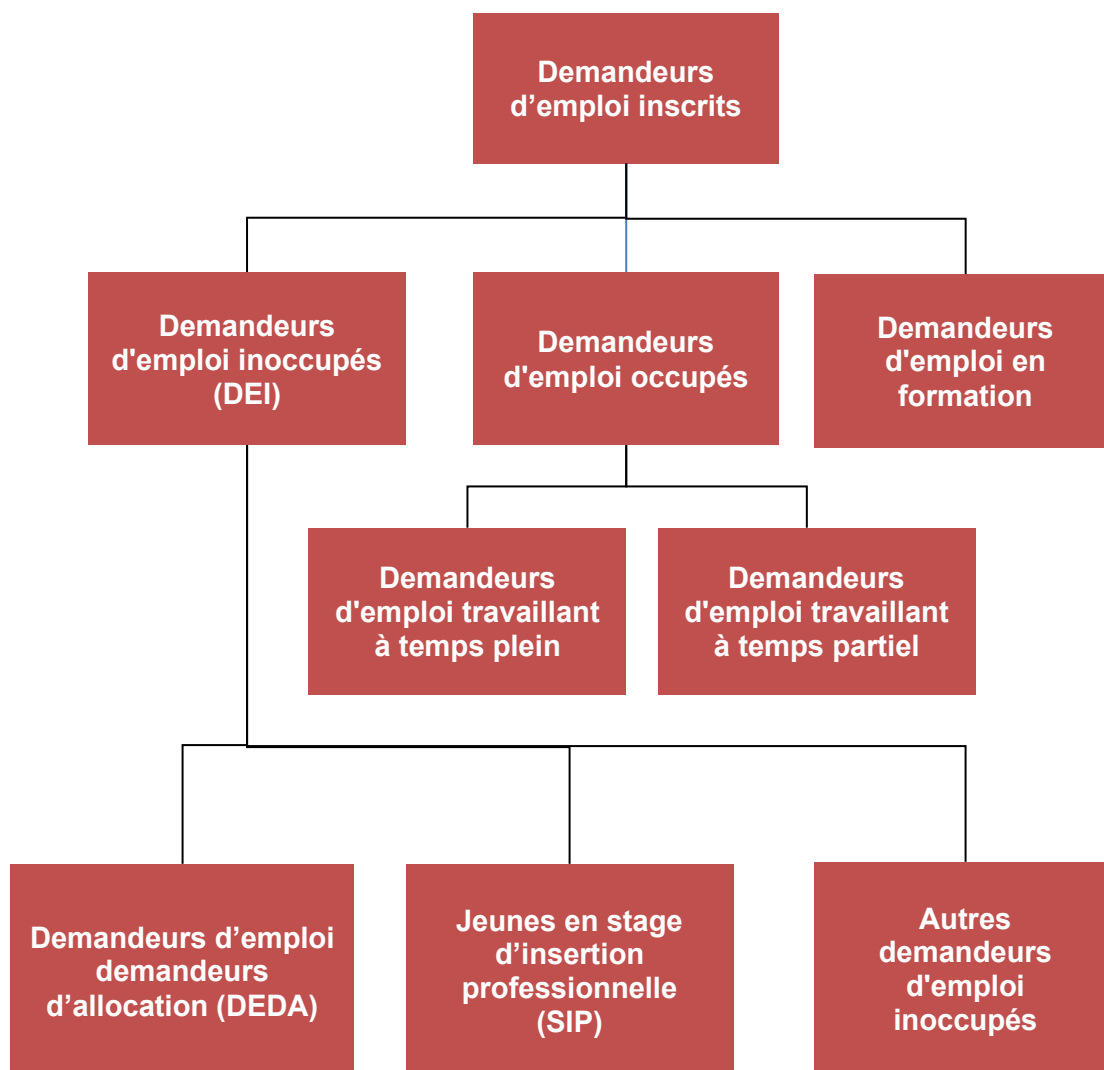 Demandeurs
d’emploi inscrits
Demandeurs
d'emploi inoccupés
(DEI)
Demandeurs
d'emploi occupés
Demandeurs
d'emploi en
formation
Demandeurs
d'emploi travaillant
à temps plein
Demandeurs
d'emploi travaillant
à temps partiel
Demandeurs d’emploi
demandeurs
d’allocation (DEDA)
Jeunes en stage
d’insertion
professionnelle
(SIP)
Autres
demandeurs
d'emploi
inoccupés